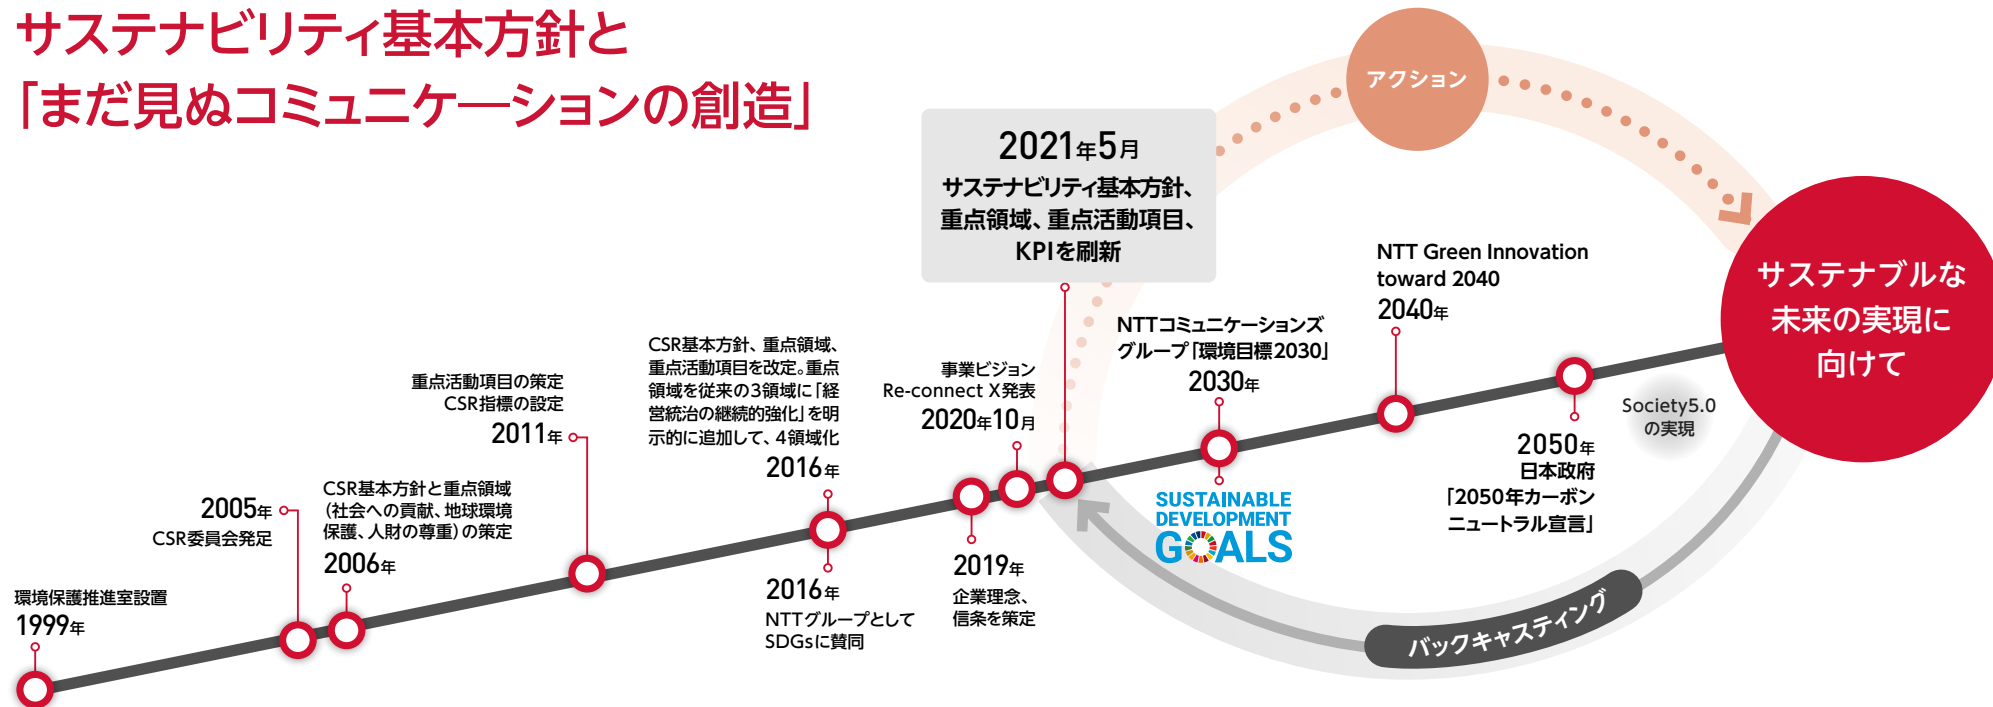 サステナビリティ基本方針と
「まだ見ぬコミュニケーションの創造」
環境保護推進室設置
1999年
2005年
CSR委員会発足
CSR基本方針と重点領域
（社会への貢献、地球環境
保護、人財の尊重）の策定
2006年
重点活動項目の策定
CSR指標の設定
2011年
CSR基本方針、重点領域、
重点活動項目を改定。重点
領域を従来の3領域に「経
営統治の継続的強化」を明
示的に追加して、4領域化
2016年
2016年
NTTグループとして
SDGsに賛同
2019年
企業理念、
信条を策定
事業ビジョン
Re-connect X発表
2020年10月
2021年5月
サステナビリティ基本方針、
重点領域、重点活動項目、
KPIを刷新
NTTコミュニケーションズ
グループ「環境目標2030」
2030年
SUSTAINABLE
DEVELOPMENT
GOALS
NTT Green Innovation
toward 2040
2040年
2050年
日本政府
「2050年カーボン
ニュートラル宣言」
Society5.0
の実現
アクション
サステナブルな
未来の実現に
向けて
バックキャスティング